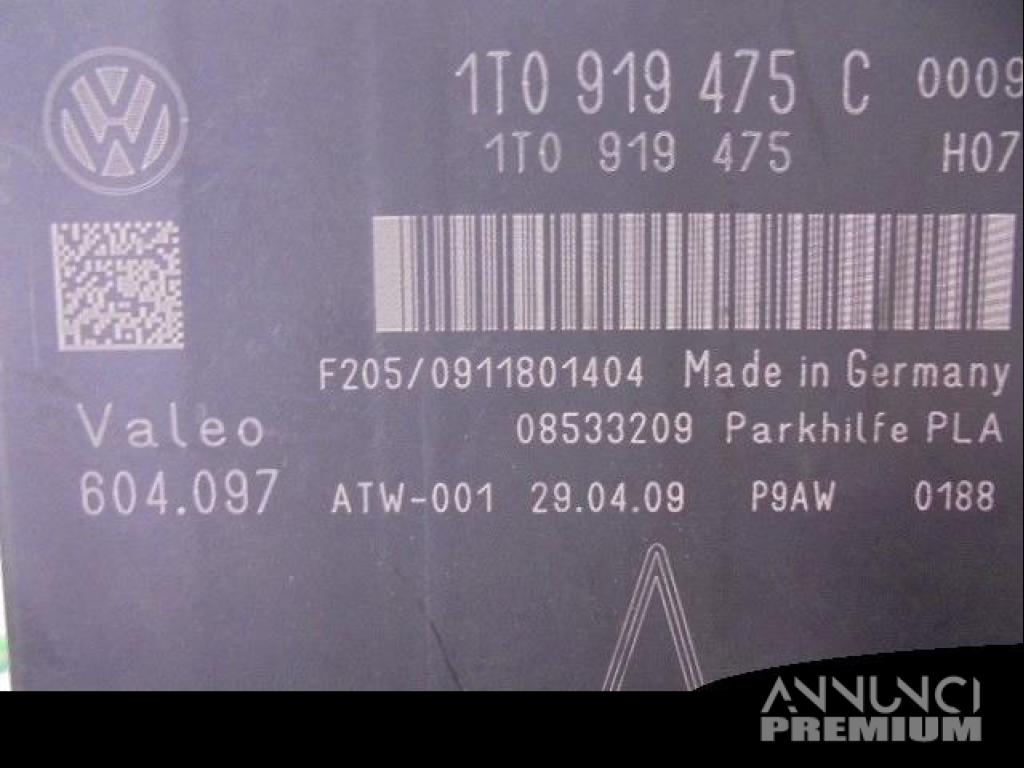 1T0 919 475 C 0009
1T0 919 475 H07
F205/0911801404 Made in Germany
Valeo 08533209 Parkhilfe PLA
604.097 ATW-001 29.04.09 P9AW 0188
ANNUNCI
PREMIUM